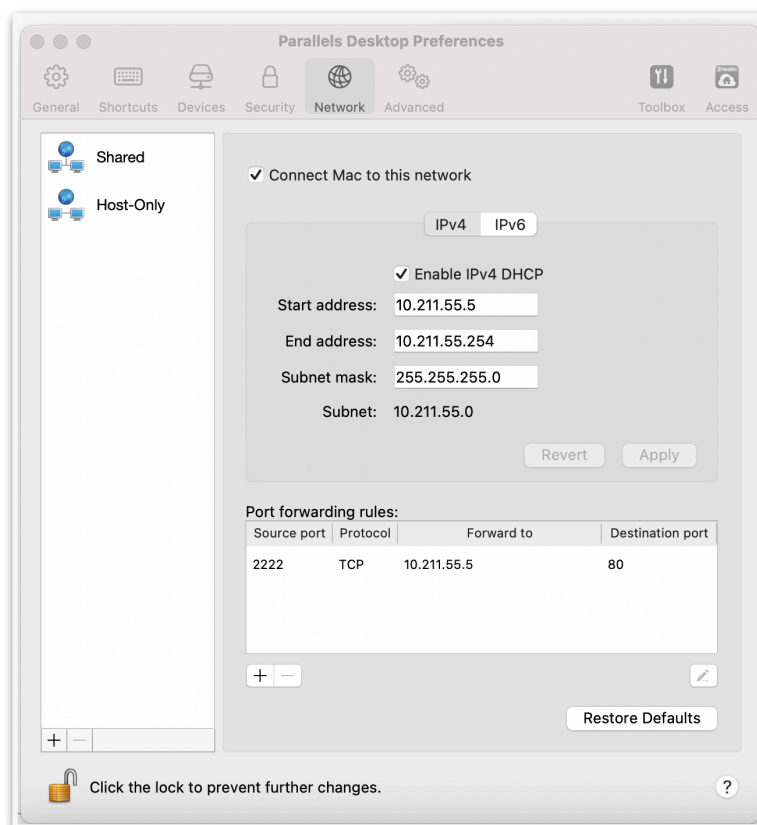 Parallels Desktop Preferences
General Shortcuts Devices Security Network Advanced Toolbox Access
Shared
Host-Only
Connect Mac to this network
IPv4 IPv6
Enable IPv4 DHCP
Start address: 10.211.55.5
End address: 10.211.55.254
Subnet mask: 255.255.255.0
Subnet: 10.211.55.0
Revert Apply
Port forwarding rules:
Source port Protocol Forward to Destination port
2222 TCP 10.211.55.5 80
Restore Defaults
Click the lock to prevent further changes. ?